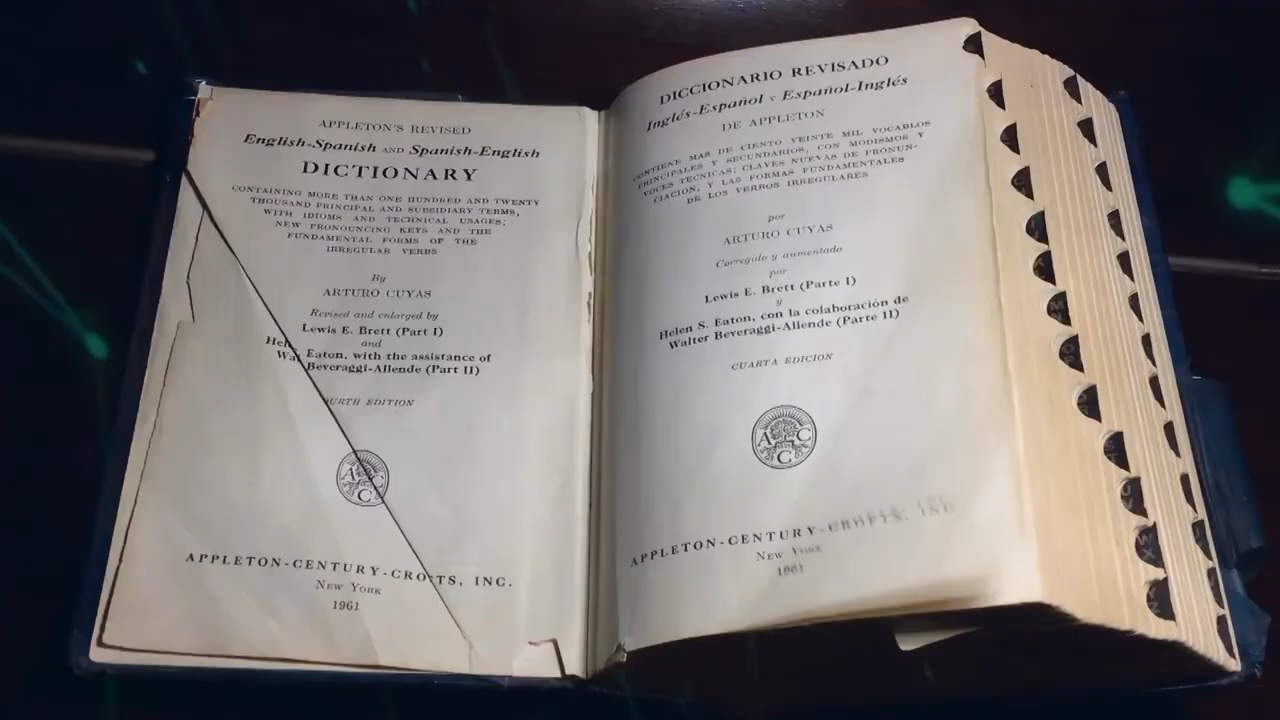 APPLETON'S REVISED
English-Spanish AND Spanish-English
DICTIONARY
CONTAINING MORE THAN ONE HUNDRED AND TWENTY
THOUSAND PRINCIPAL AND SUBSIDIARY TERMS,
WITH IDIOMS AND TECHNICAL USAGES;
NEW PRONOUNCING KEYS AND THE
FUNDAMENTAL FORMS OF THE
IRREGULAR VERBS
By
ARTURO CUYAS
Revised and enlarged by
Lewis E. Brett (Part I)
and
Eaton, with the assistance of
Beveraggi-Allende (Part II)
EDITION
A C C
APPLETON-CENTURY-CROFTS, INC.
NEW YORK
1961
DICCIONARIO REVISADO
Inglés-Español Y Español-Inglés
DE APPLETON
CONTIENE MAS DE CIENTO VEINTE MIL VOCABLOS
PRINCIPALES Y SECUNDARIOS, CON MODISMOS Y
VOCES TECNICAS; CLAVES NUEVAS DE PRONUN-
CIACION, Y LAS FORMAS FUNDAMENTALES
DE LOS VERBOS IRREGULARES
por
ARTURO CUYAS
Corregido y aumentado
por
Lewis E. Brett (Parte I)
y
Helen S. Eaton, con la colaboración de
Walter Beveraggi-Allende (Parte II)
CUARTA EDICION
A C C
APPLETON-CENTURY-CROFTS, INC
NEW YORK
1961
MN
OP
ST
UV
WX
YZ